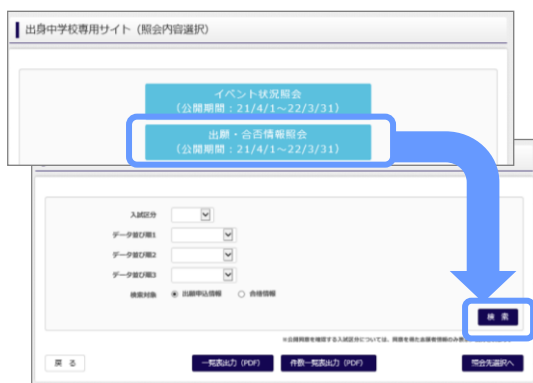 出身中学校専用サイト（照会内容選択）
イベント状況照会
（公開期間：21/4/1～22/3/31）
出願・合否情報照会
（公開期間：21/4/1～22/3/31）
入試区分
データ並び順1
データ並び順2
データ並び順3
検索対象 出願申込情報 合格情報
検 索
戻 る 一覧表出力（PDF） 件数一覧表出力（PDF） 照会先選択へ